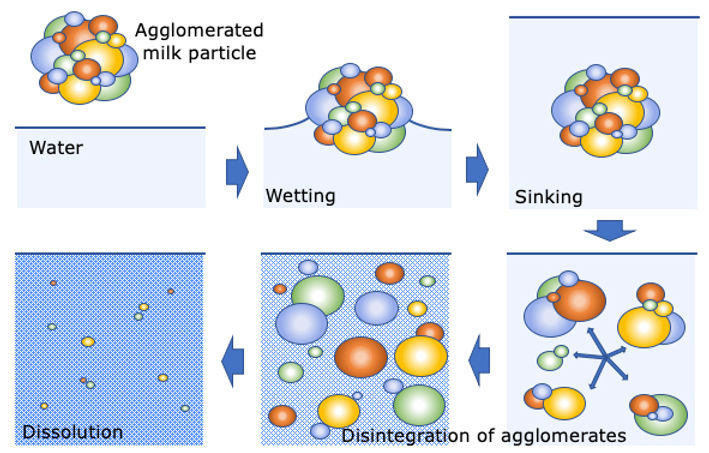 Agglomerated
milk particle
Water
Wetting
Sinking
Dissolution
Disintegration of agglomerates